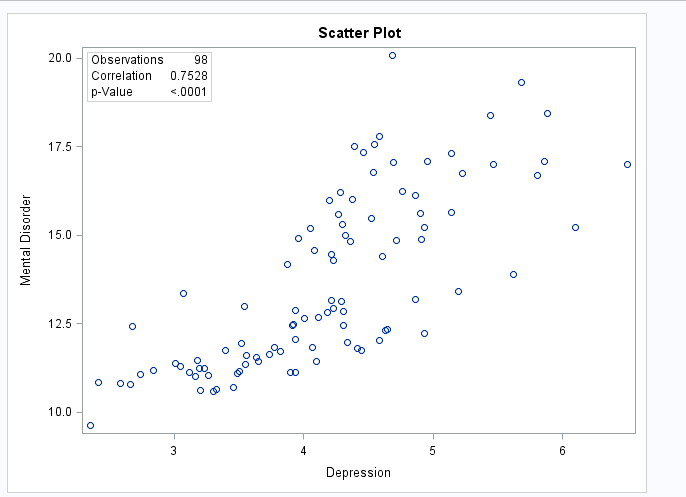 Scatter Plot
Observations 98
Correlation 0.7528
p-Value <.0001
20.0
17.5
15.0
12.5
10.0
Mental Disorder
3 4 5 6
Depression